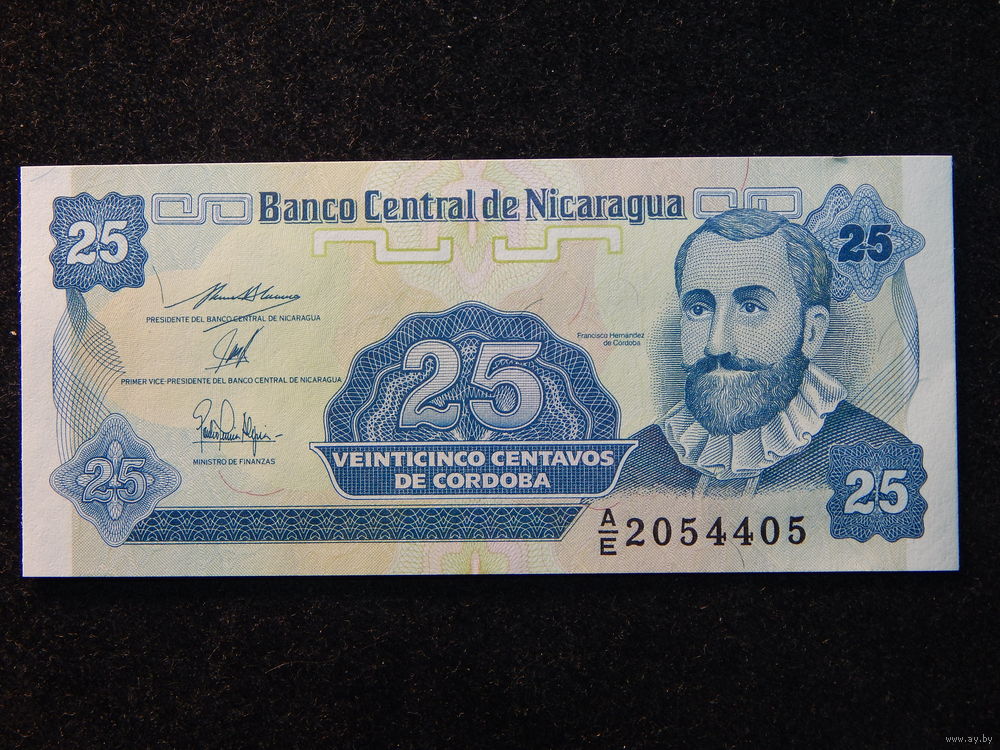 Banco Central de Nicaragua
25
25
PRESIDENTE DEL BANCO CENTRAL DE NICARAGUA
Francisco Hernández
de Córdoba
25
PRIMER VICE-PRESIDENTE DEL BANCO CENTRAL DE NICARAGUA
VEINTICINCO CENTAVOS
DE CORDOBA
MINISTRO DE FINANZAS
25
25
A/E 2054405
www.ay.by